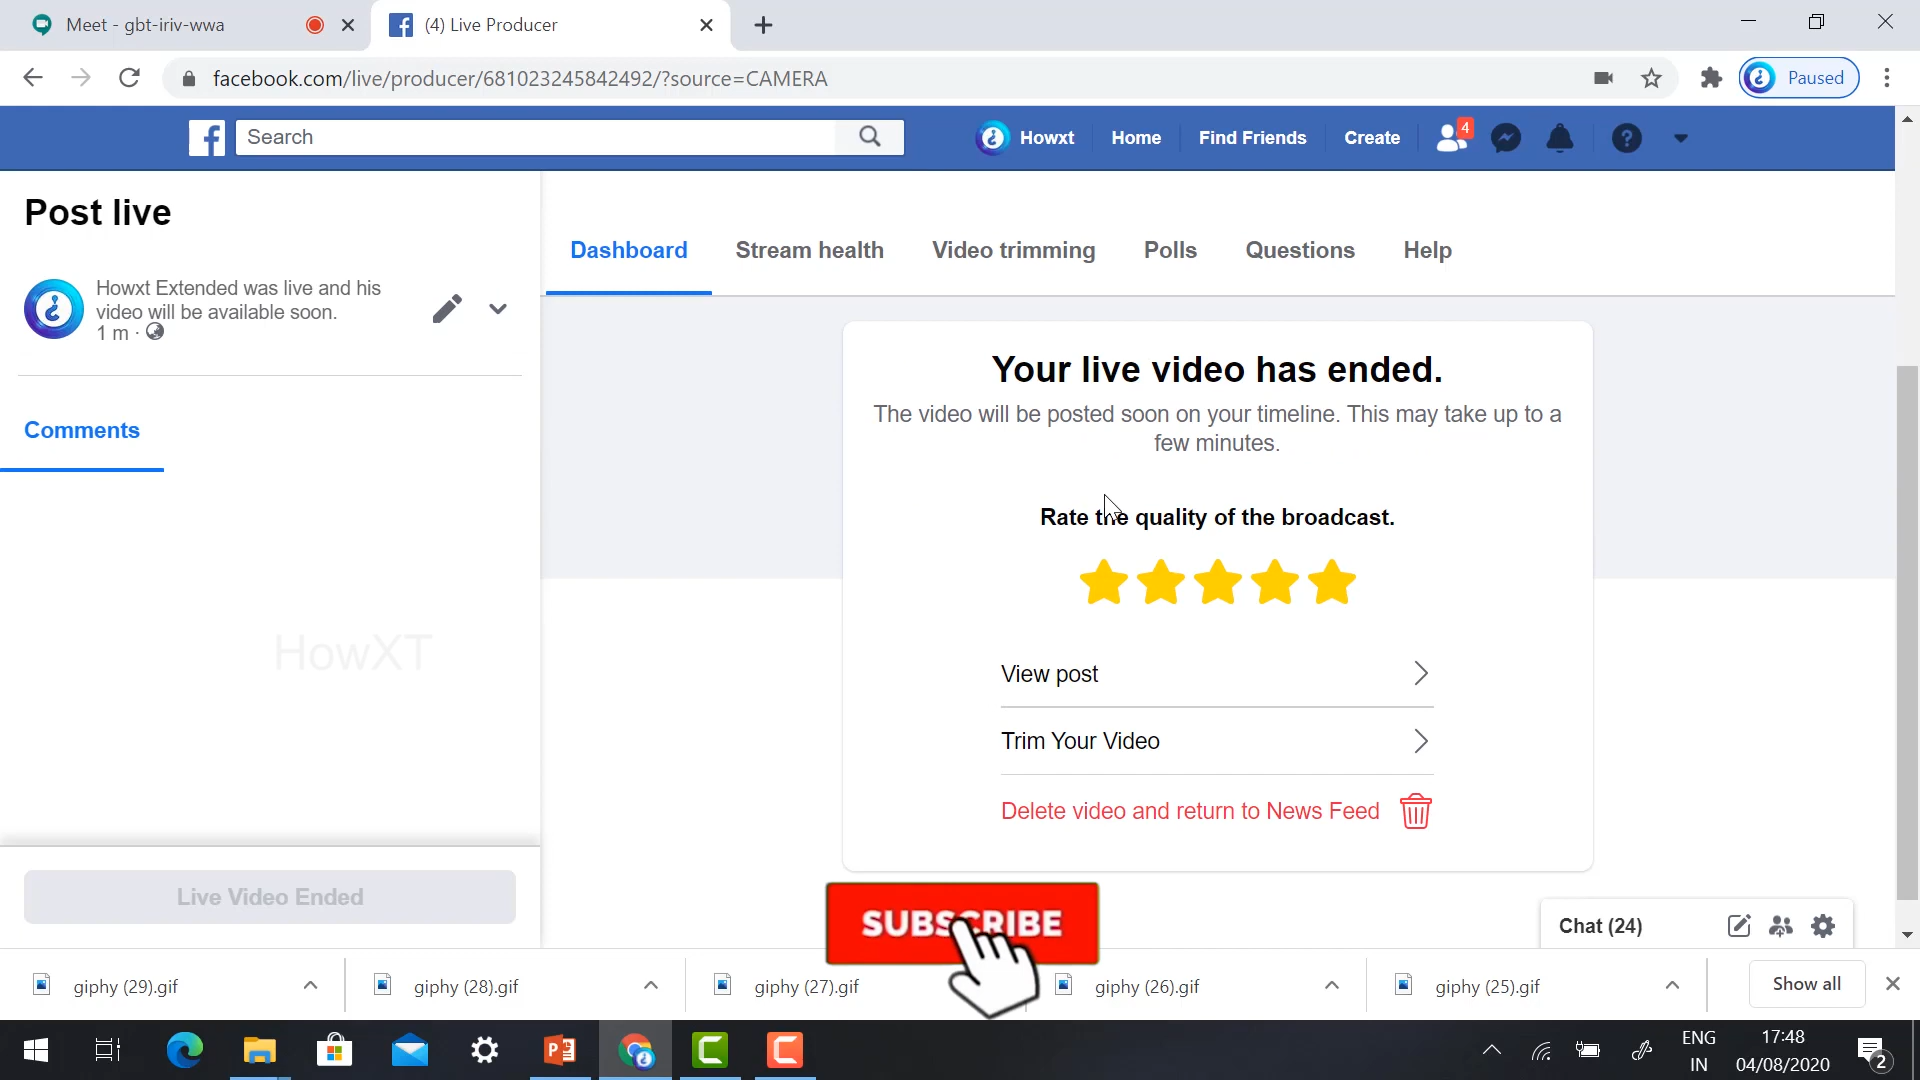 Meet - gbt-iriv-wwa
(4) Live Producer
facebook.com/live/producer/681023245842492/?source=CAMERA
Paused
Search
Howxt
Home
Find Friends
Create
4
Post live
Howxt Extended was live and his
video will be available soon.
1 m ·
Comments
HowXT
Live Video Ended
Dashboard
Stream health
Video trimming
Polls
Questions
Help
Your live video has ended.
The video will be posted soon on your timeline. This may take up to a
few minutes.
Rate the quality of the broadcast.
View post
Trim Your Video
Delete video and return to News Feed
SUBSCRIBE
Chat (24)
giphy (29).gif
giphy (28).gif
giphy (27).gif
giphy (26).gif
giphy (25).gif
Show all
ENG
IN
17:48
04/08/2020
2